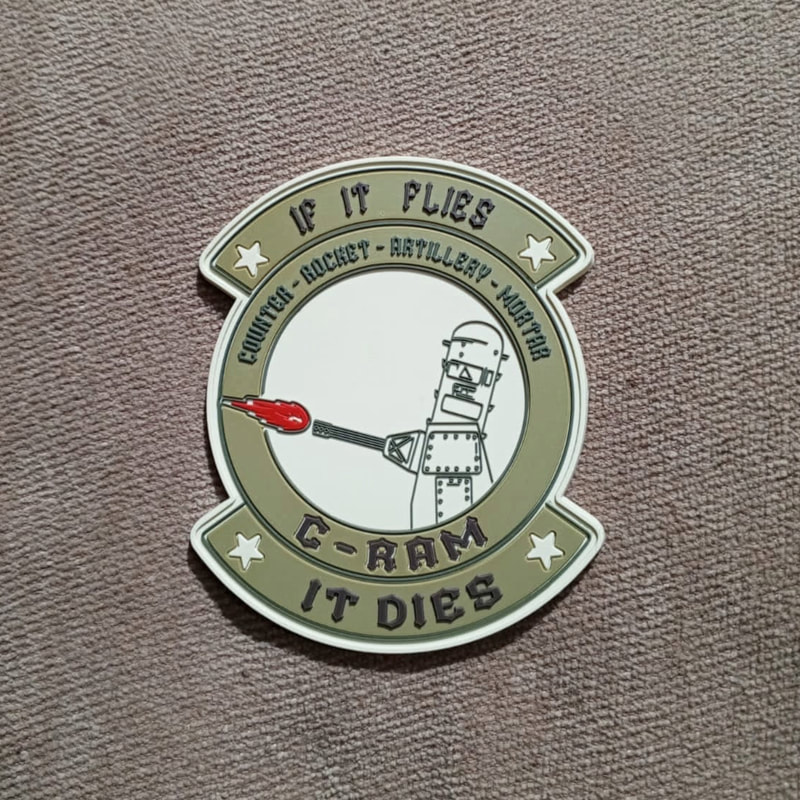 IF IT FLIES
COUNTER - ROCKET - ARTILLERY - MORTAR
C-RAM
IT DIES